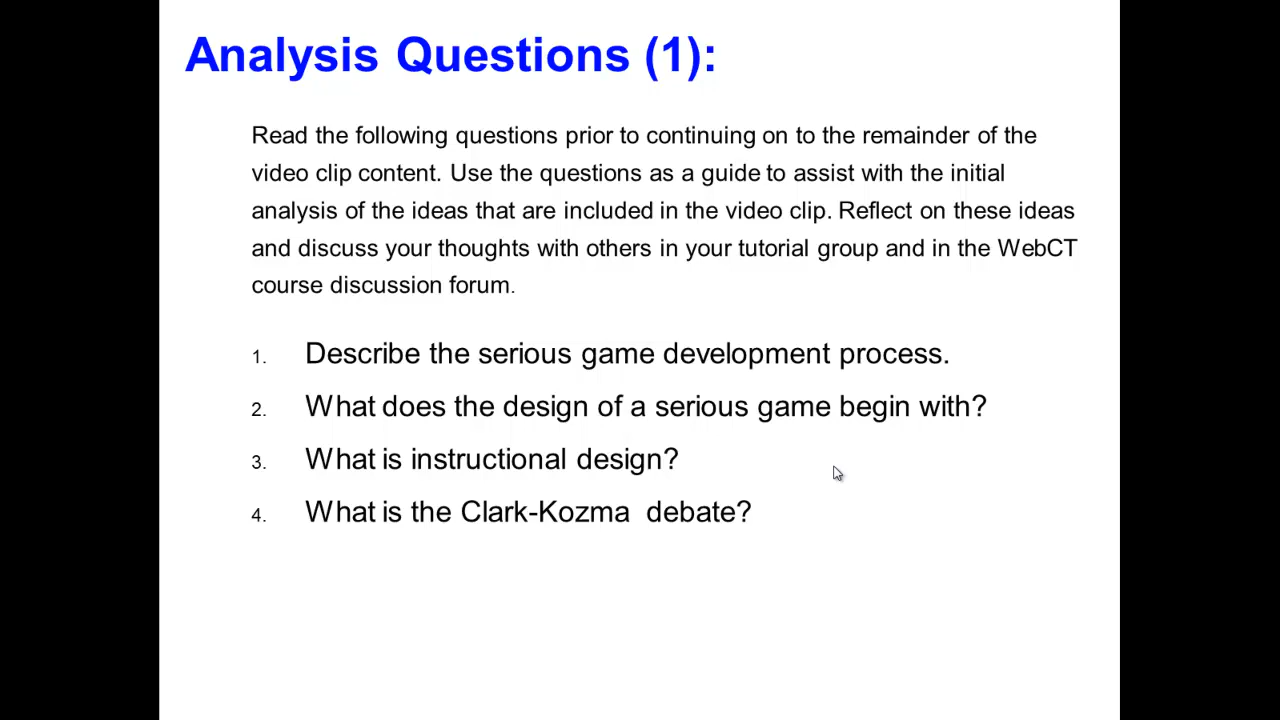 Analysis Questions (1):
Read the following questions prior to continuing on to the remainder of the
video clip content. Use the questions as a guide to assist with the initial
analysis of the ideas that are included in the video clip. Reflect on these ideas
and discuss your thoughts with others in your tutorial group and in the WebCT
course discussion forum.
1. Describe the serious game development process.
2. What does the design of a serious game begin with?
3. What is instructional design?
4. What is the Clark-Kozma  debate?